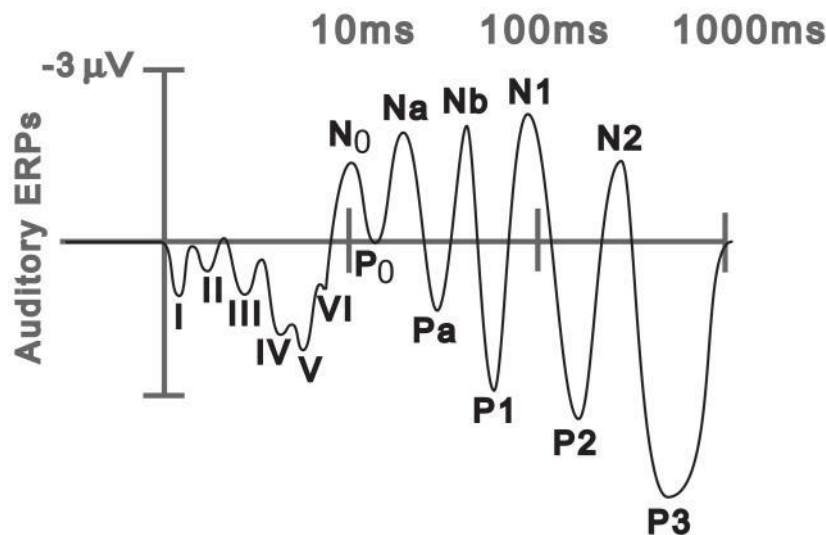 10ms 100ms 1000ms
-3 μV
Auditory ERPs
N0 Na Nb N1 N2
I II III IV V VI
P0 Pa P1 P2 P3